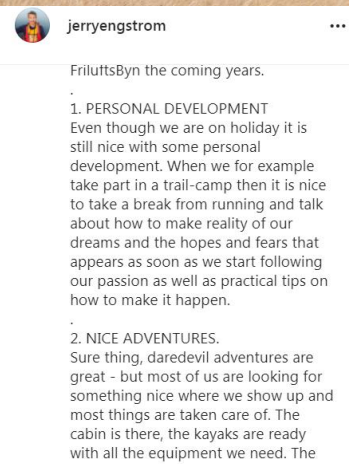 jerryengstrom
FriluftsByn the coming years.
.
1. PERSONAL DEVELOPMENT
Even though we are on holiday it is
still nice with some personal
development. When we for example
take part in a trail-camp then it is nice
to take a break from running and talk
about how to make reality of our
dreams and the hopes and fears that
appears as soon as we start following
our passion as well as practical tips on
how to make it happen.
.
2. NICE ADVENTURES.
Sure thing, daredevil adventures are
great - but most of us are looking for
something nice where we show up and
most things are taken care of. The
cabin is there, the kayaks are ready
with all the equipment we need. The